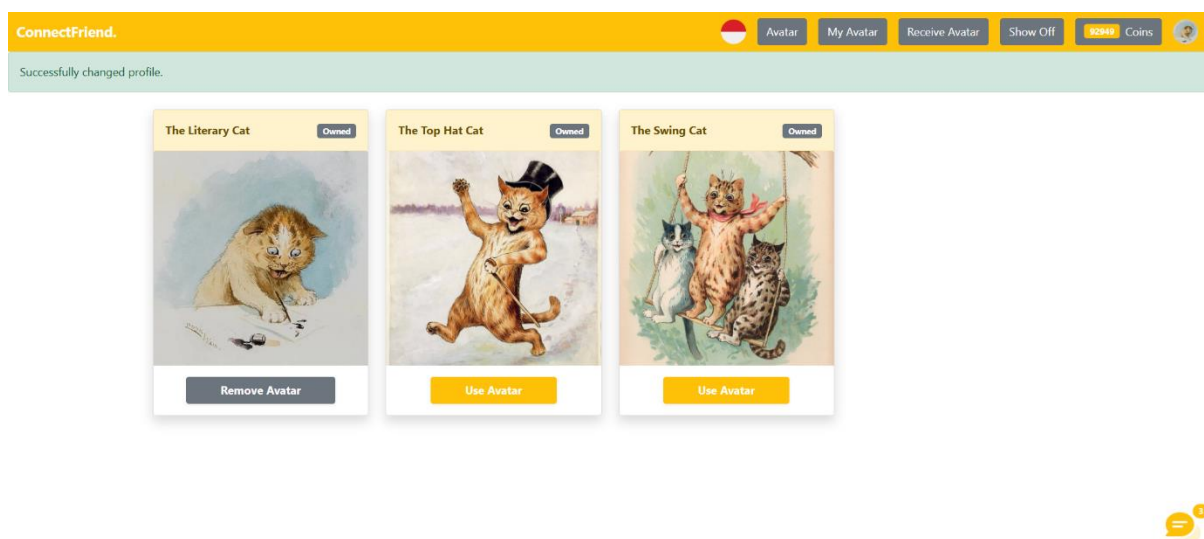 ConnectFriend. Avatar My Avatar Receive Avatar Show Off 92949 Coins
Successfully changed profile.
The Literary Cat Owned The Top Hat Cat Owned The Swing Cat Owned
Remove Avatar Use Avatar Use Avatar